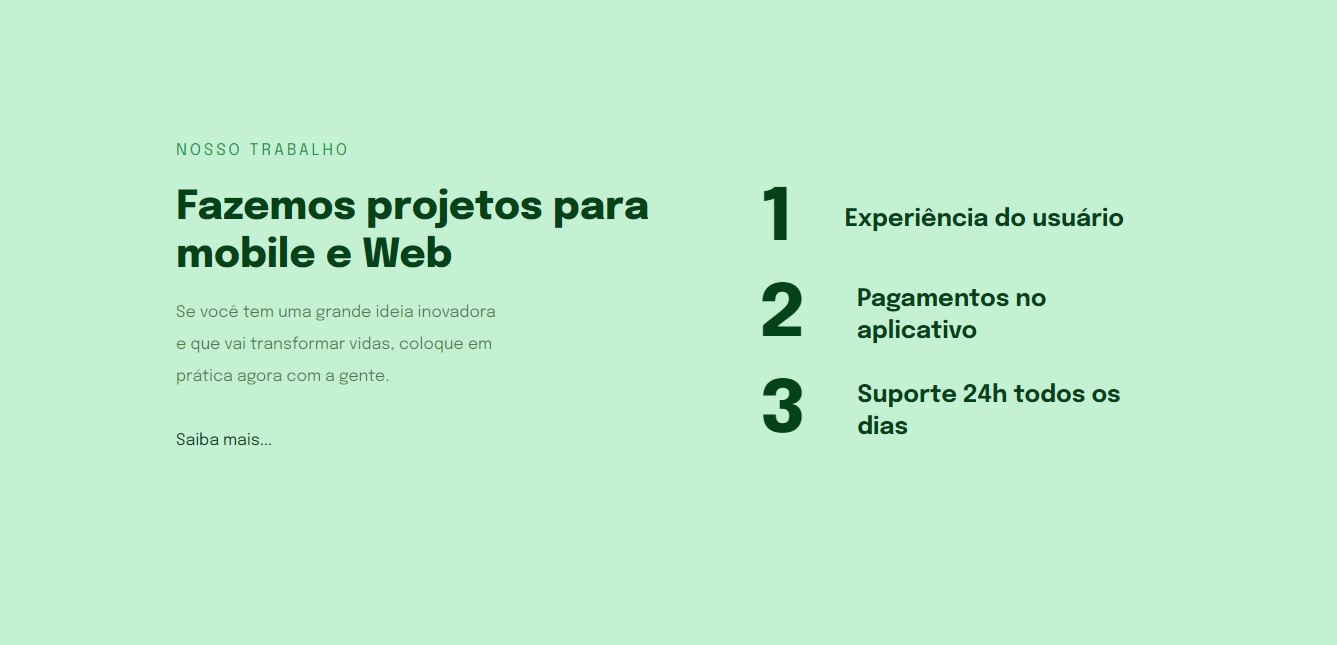 NOSSO TRABALHO
Fazemos projetos para
mobile e Web
Se você tem uma grande ideia inovadora
e que vai transformar vidas, coloque em
prática agora com a gente.
Saiba mais...
1 Experiência do usuário
2 Pagamentos no
aplicativo
3 Suporte 24h todos os
dias